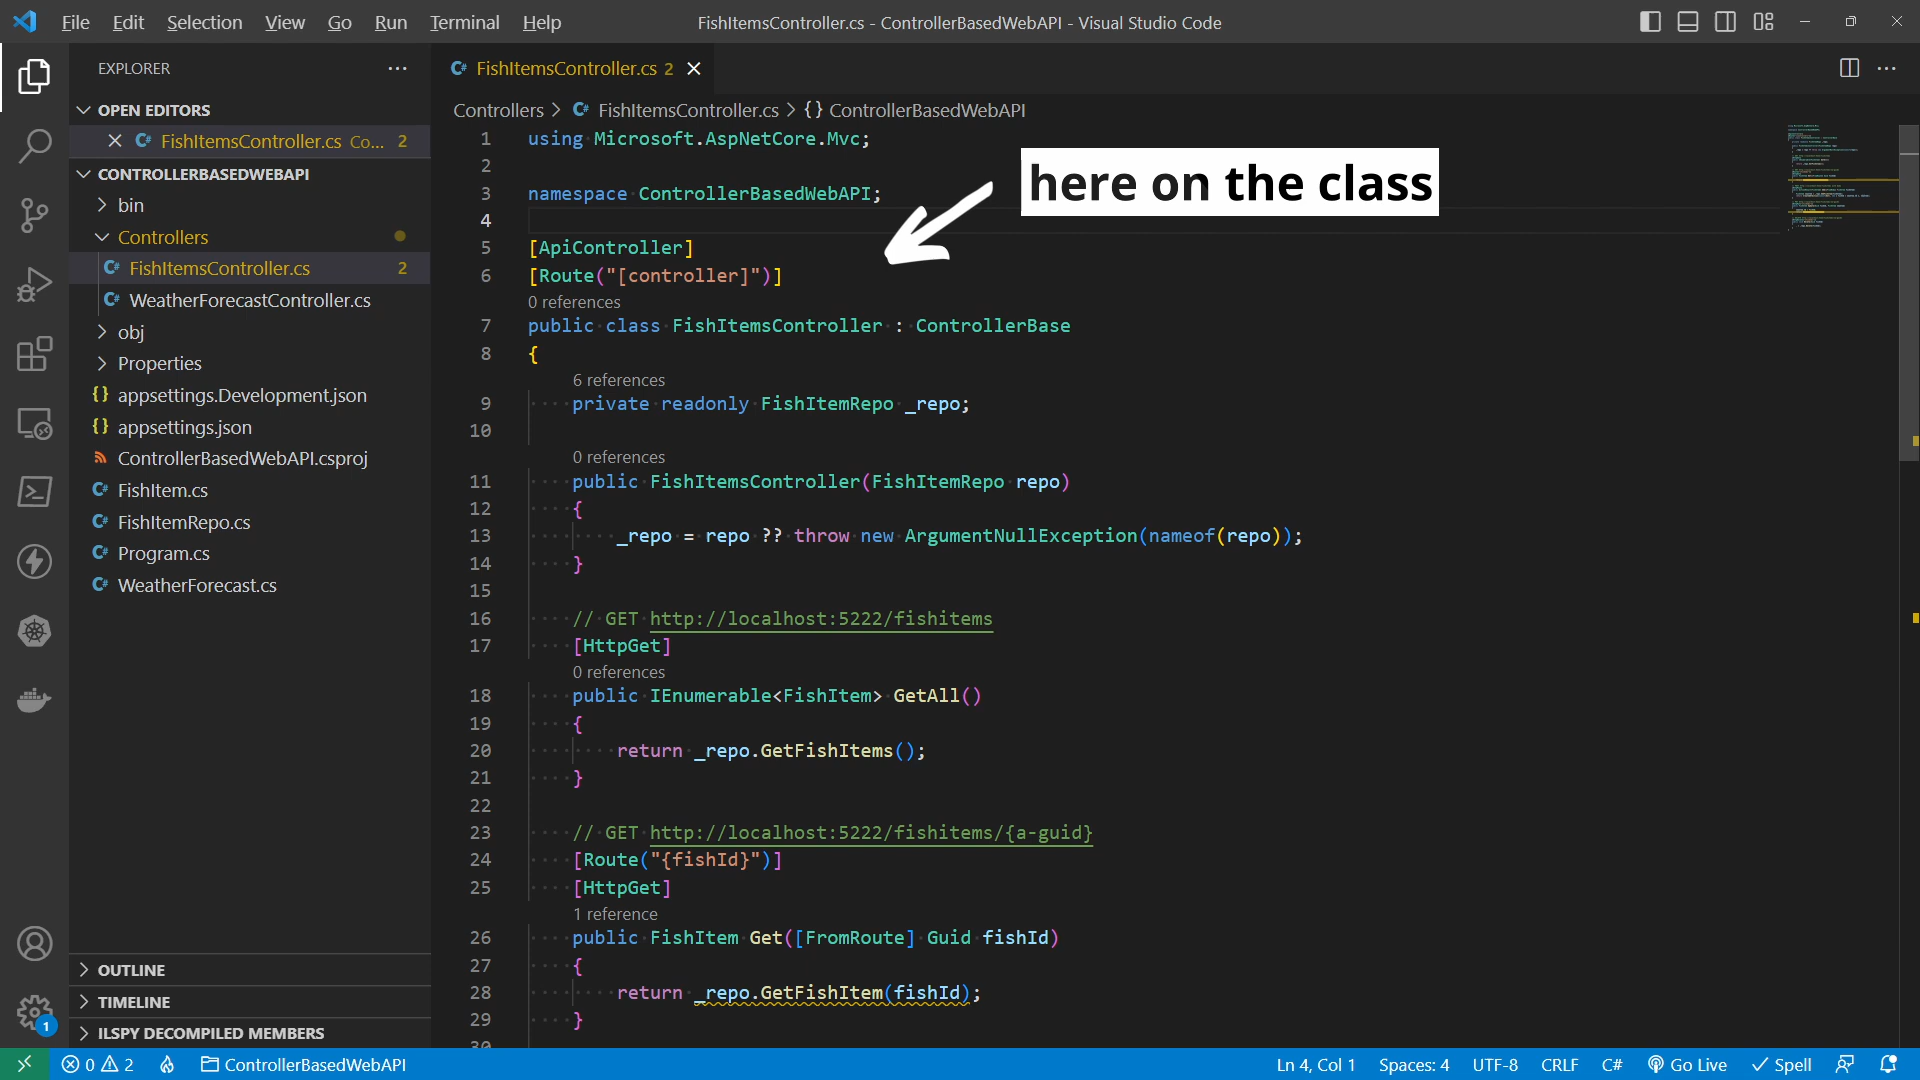 File Edit Selection View Go Run Terminal Help
FishItemsController.cs - ControllerBasedWebAPI - Visual Studio Code
EXPLORER
OPEN EDITORS
FishItemsController.cs Co... 2
CONTROLLERBASEDWEBAPI
bin
Controllers
FishItemsController.cs 2
WeatherForecastController.cs
obj
Properties
appsettings.Development.json
appsettings.json
ControllerBasedWebAPI.csproj
FishItem.cs
FishItemRepo.cs
Program.cs
WeatherForecast.cs
OUTLINE
TIMELINE
ILSPY DECOMPILED MEMBERS
FishItemsController.cs 2
Controllers > FishItemsController.cs > {} ControllerBasedWebAPI
1 using Microsoft.AspNetCore.Mvc;
2
here on the class
3 namespace ControllerBasedWebAPI;
4
5 [ApiController]
6 [Route("[controller]")]
0 references
7 public class FishItemsController : ControllerBase
8 {
6 references
9 private readonly FishItemRepo _repo;
10
0 references
11 public FishItemsController(FishItemRepo repo)
12 {
13 _repo = repo ?? throw new ArgumentNullException(nameof(repo));
14 }
15
16 // GET http://localhost:5222/fishitems
17 [HttpGet]
0 references
18 public IEnumerable<FishItem> GetAll()
19 {
20 return _repo.GetFishItems();
21 }
22
23 // GET http://localhost:5222/fishitems/{a-guid}
24 [Route("{fishId}")]
25 [HttpGet]
1 reference
26 public FishItem Get([FromRoute] Guid fishId)
27 {
28 return _repo.GetFishItem(fishId);
29 }
30
1
0 2 ControllerBasedWebAPI Ln 4, Col 1 Spaces: 4 UTF-8 CRLF C# Go Live Spell